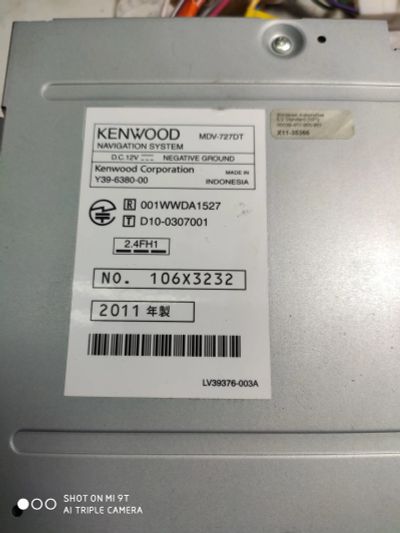 KENWOOD MDV-727DT
NAVIGATION SYSTEM
D.C. 12V NEGATIVE GROUND
Kenwood Corporation MADE IN
Y39-6380-00 INDONESIA
R 001WWDA1527
T D10-0307001
2.4FH1
NO. 106X3232
2011 年製
LV39376-003A
X11-35366
SHOT ON MI 9T
AI TRIPLE CAMERA